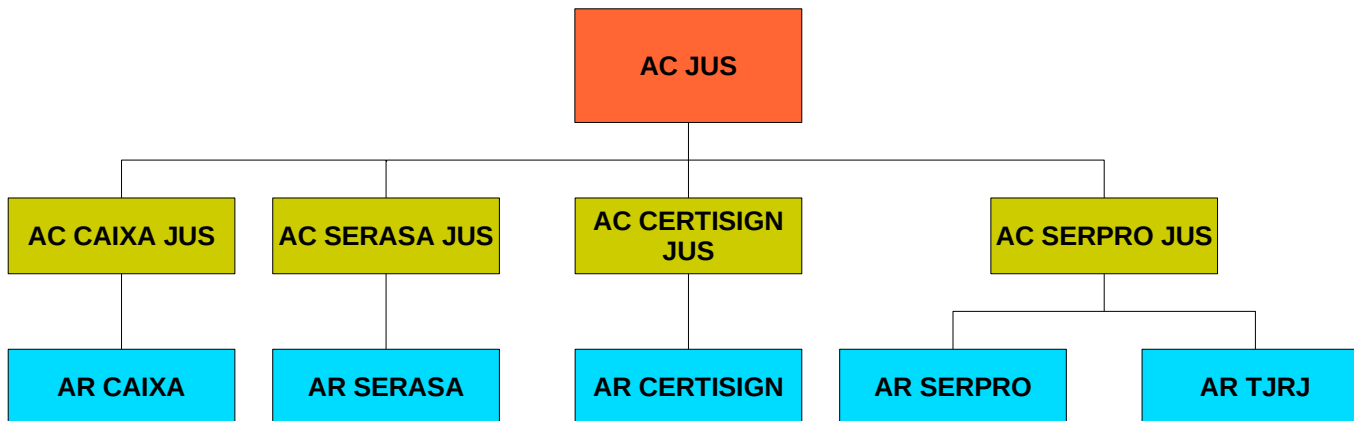 AC JUS
AC CAIXA JUS
AC SERASA JUS
AC CERTISIGN
JUS
AC SERPRO JUS
AR CAIXA
AR SERASA
AR CERTISIGN
AR SERPRO
AR TJRJ